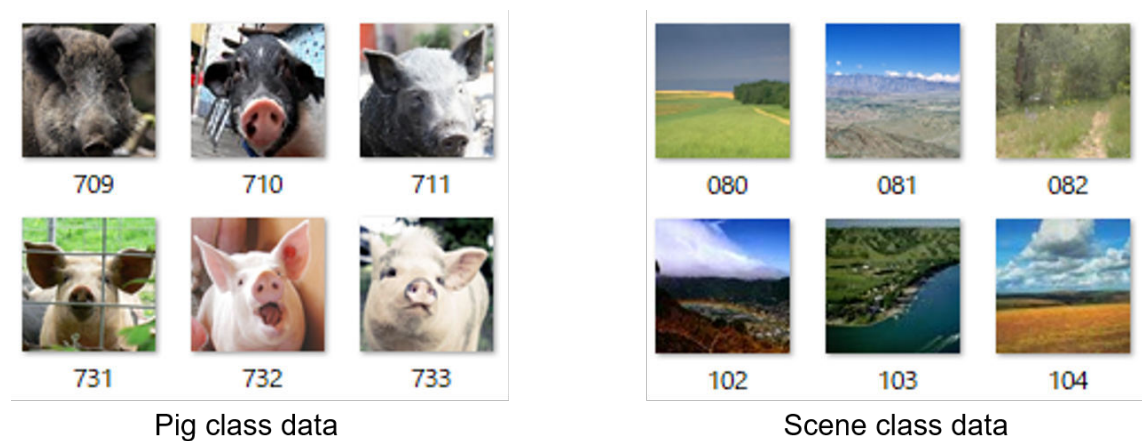 709 710 711
731 732 733
Pig class data
080 081 082
102 103 104
Scene class data